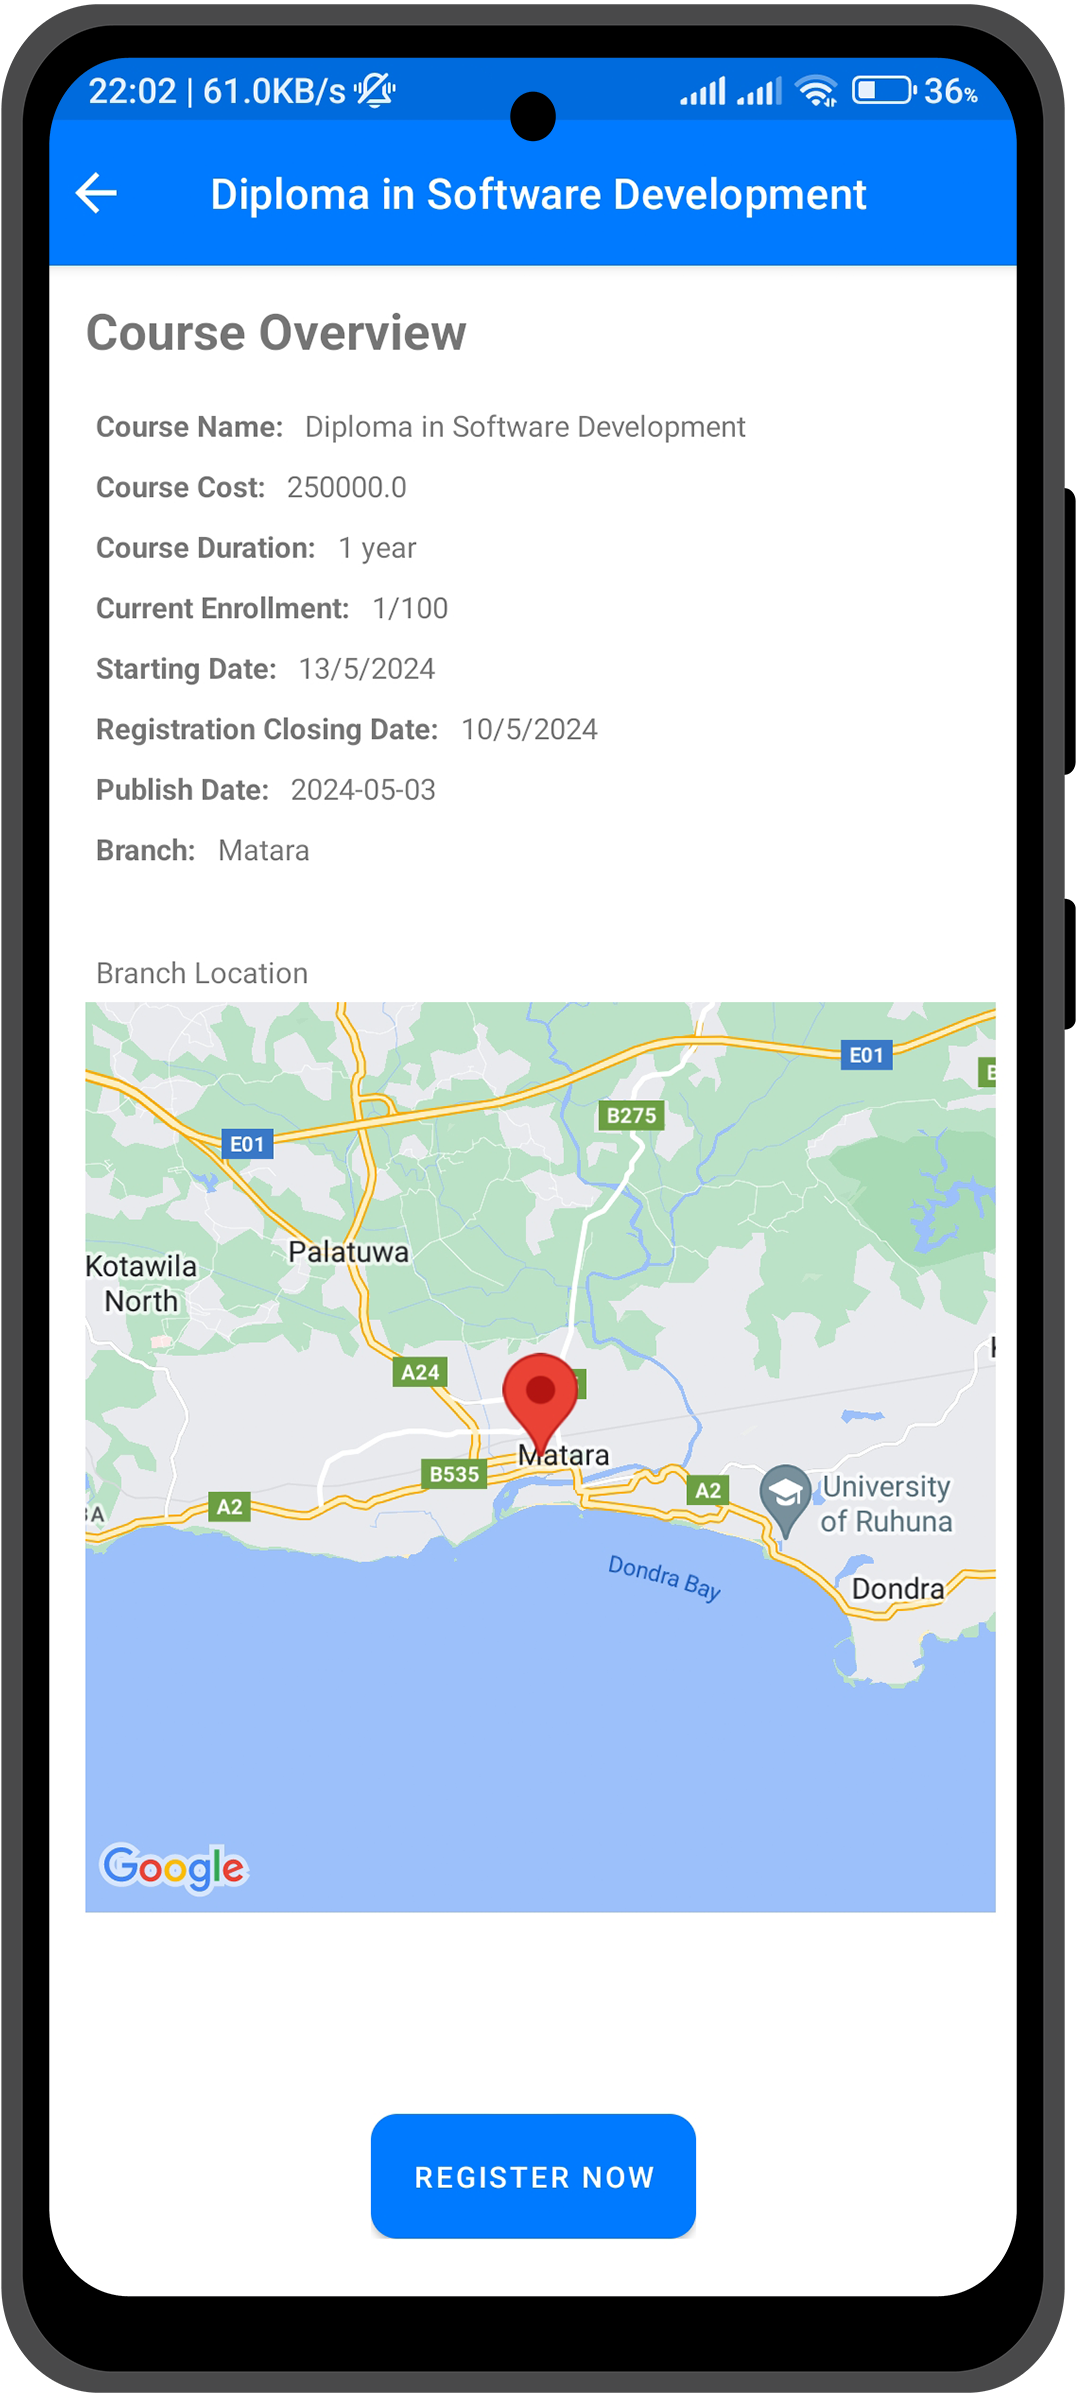 22:02 | 61.0KB/s 36%
Diploma in Software Development
Course Overview
Course Name: Diploma in Software Development
Course Cost: 250000.0
Course Duration: 1 year
Current Enrollment: 1/100
Starting Date: 13/5/2024
Registration Closing Date: 10/5/2024
Publish Date: 2024-05-03
Branch: Matara
Branch Location
E01
B275
E01
Palatuwa
Kotawila
North
A24
Matara
B535
A2
A2
University
of Ruhuna
Dondra Bay
Dondra
Google
REGISTER NOW